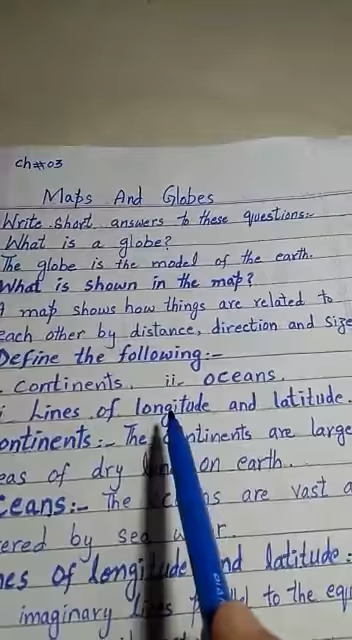 Ch#03
Maps And Globes
Write short answers to these questions:-
What is a globe?
The globe is the model of the earth.
What is shown in the map?
A map shows how things are related to
each other by distance, direction and size
Define the following:-
. continents. ii- oceans.
i Lines of longitude and latitude.
ontinents:- The continents are large
eas of dry on earth.
ceans:- The are vast a
ered by sea
nes of longitude and latitude:
imaginary to the equ